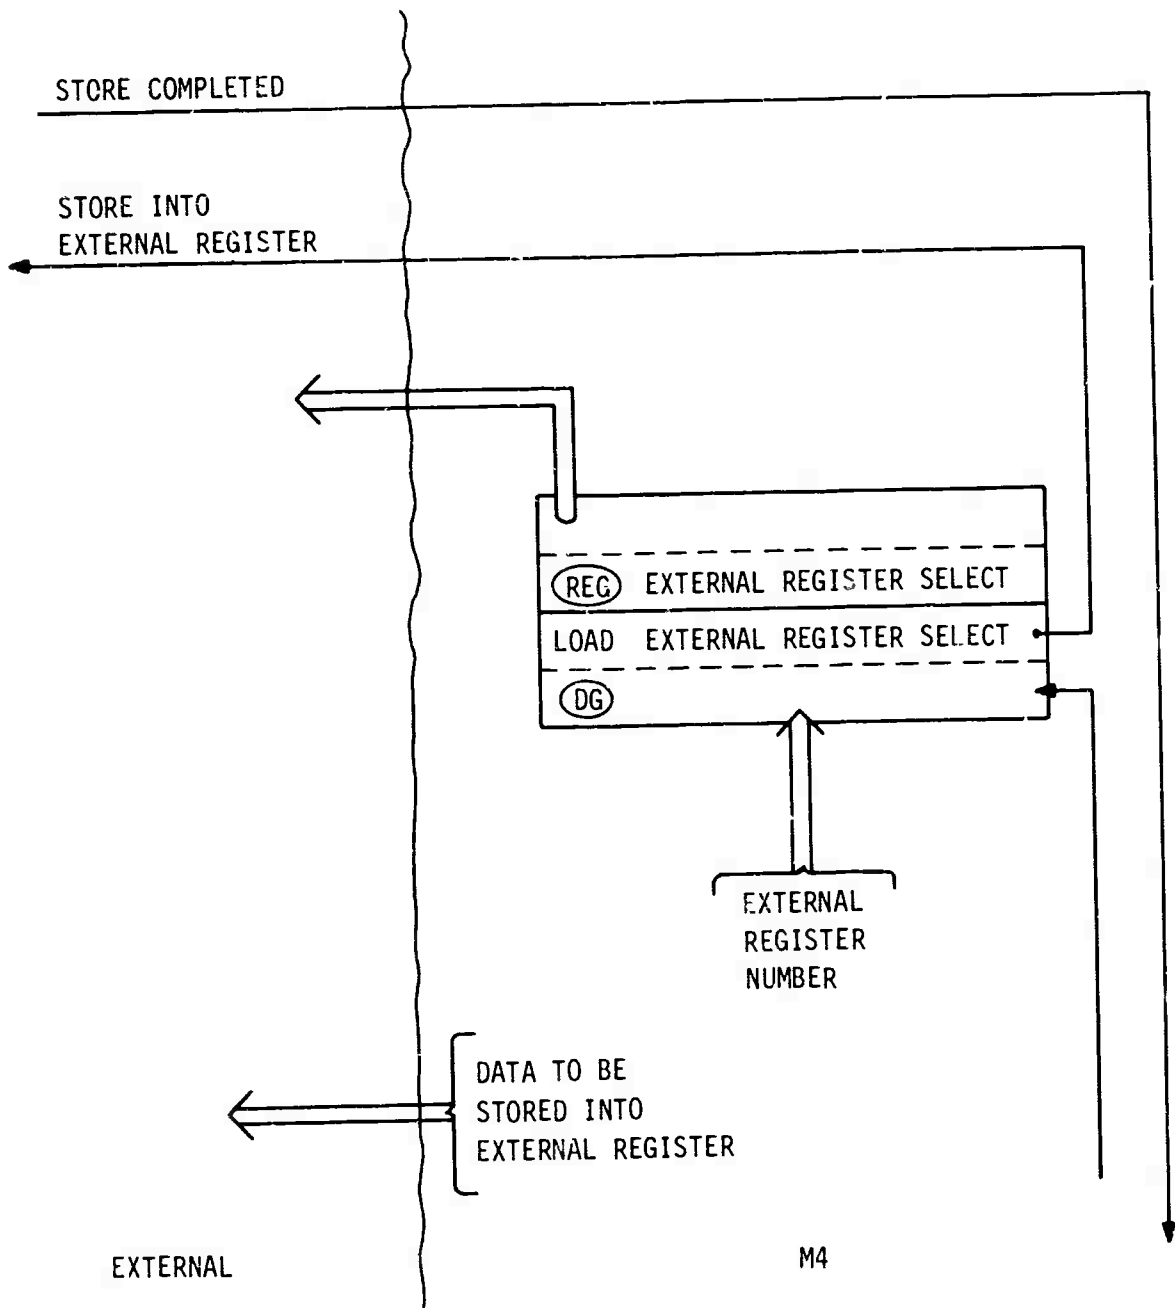 STORE COMPLETED
STORE INTO
EXTERNAL REGISTER
REG EXTERNAL REGISTER SELECT
LOAD EXTERNAL REGISTER SELECT
DG
EXTERNAL
REGISTER
NUMBER
DATA TO BE
STORED INTO
EXTERNAL REGISTER
EXTERNAL
M4